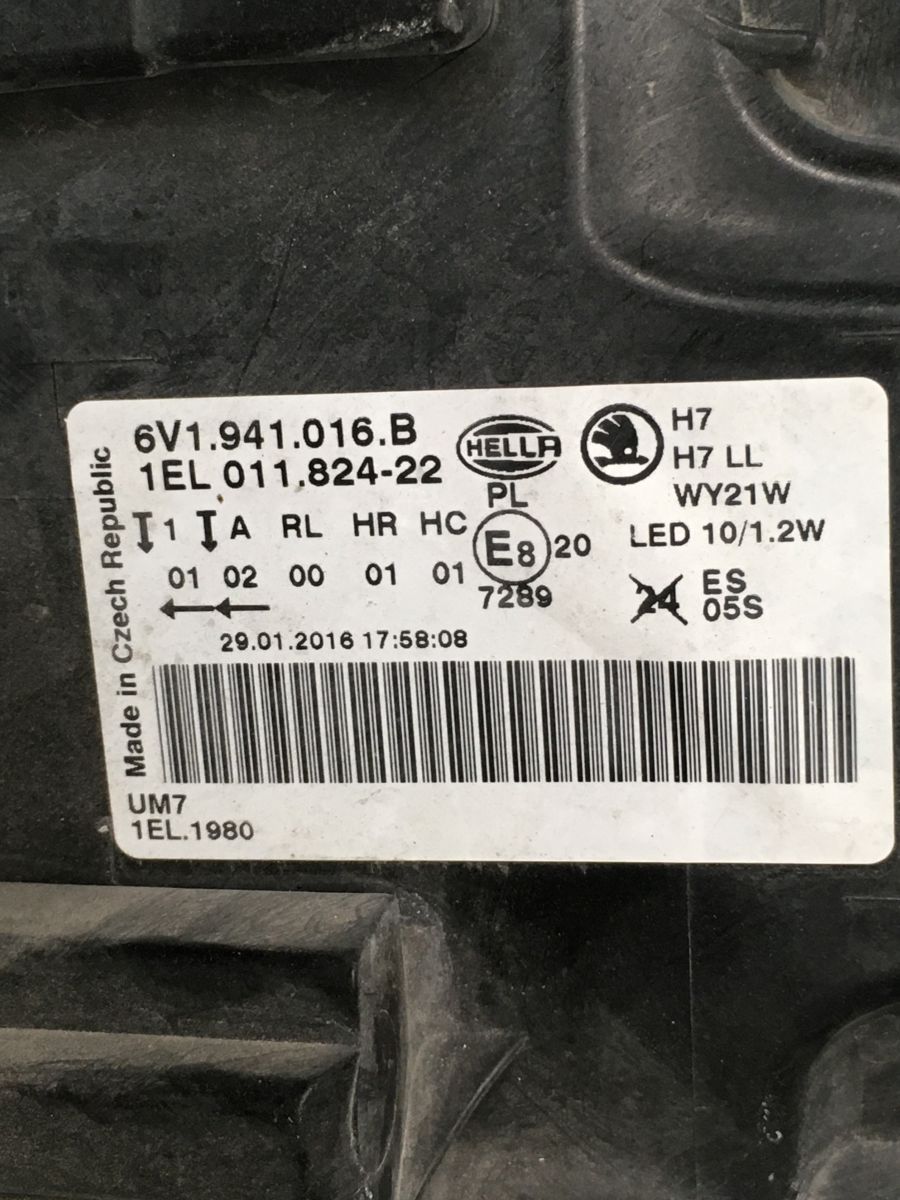 6V1.941.016.B
1EL 011.824-22
HELLA
PL
H7
H7 LL
WY21W
LED 10/1.2W
1 A RL HR HC
01 02 00 01 01
E8 20
7289
24 ES
05S
29.01.2016 17:58:08
Made in Czech Republic
UM7
1EL.1980